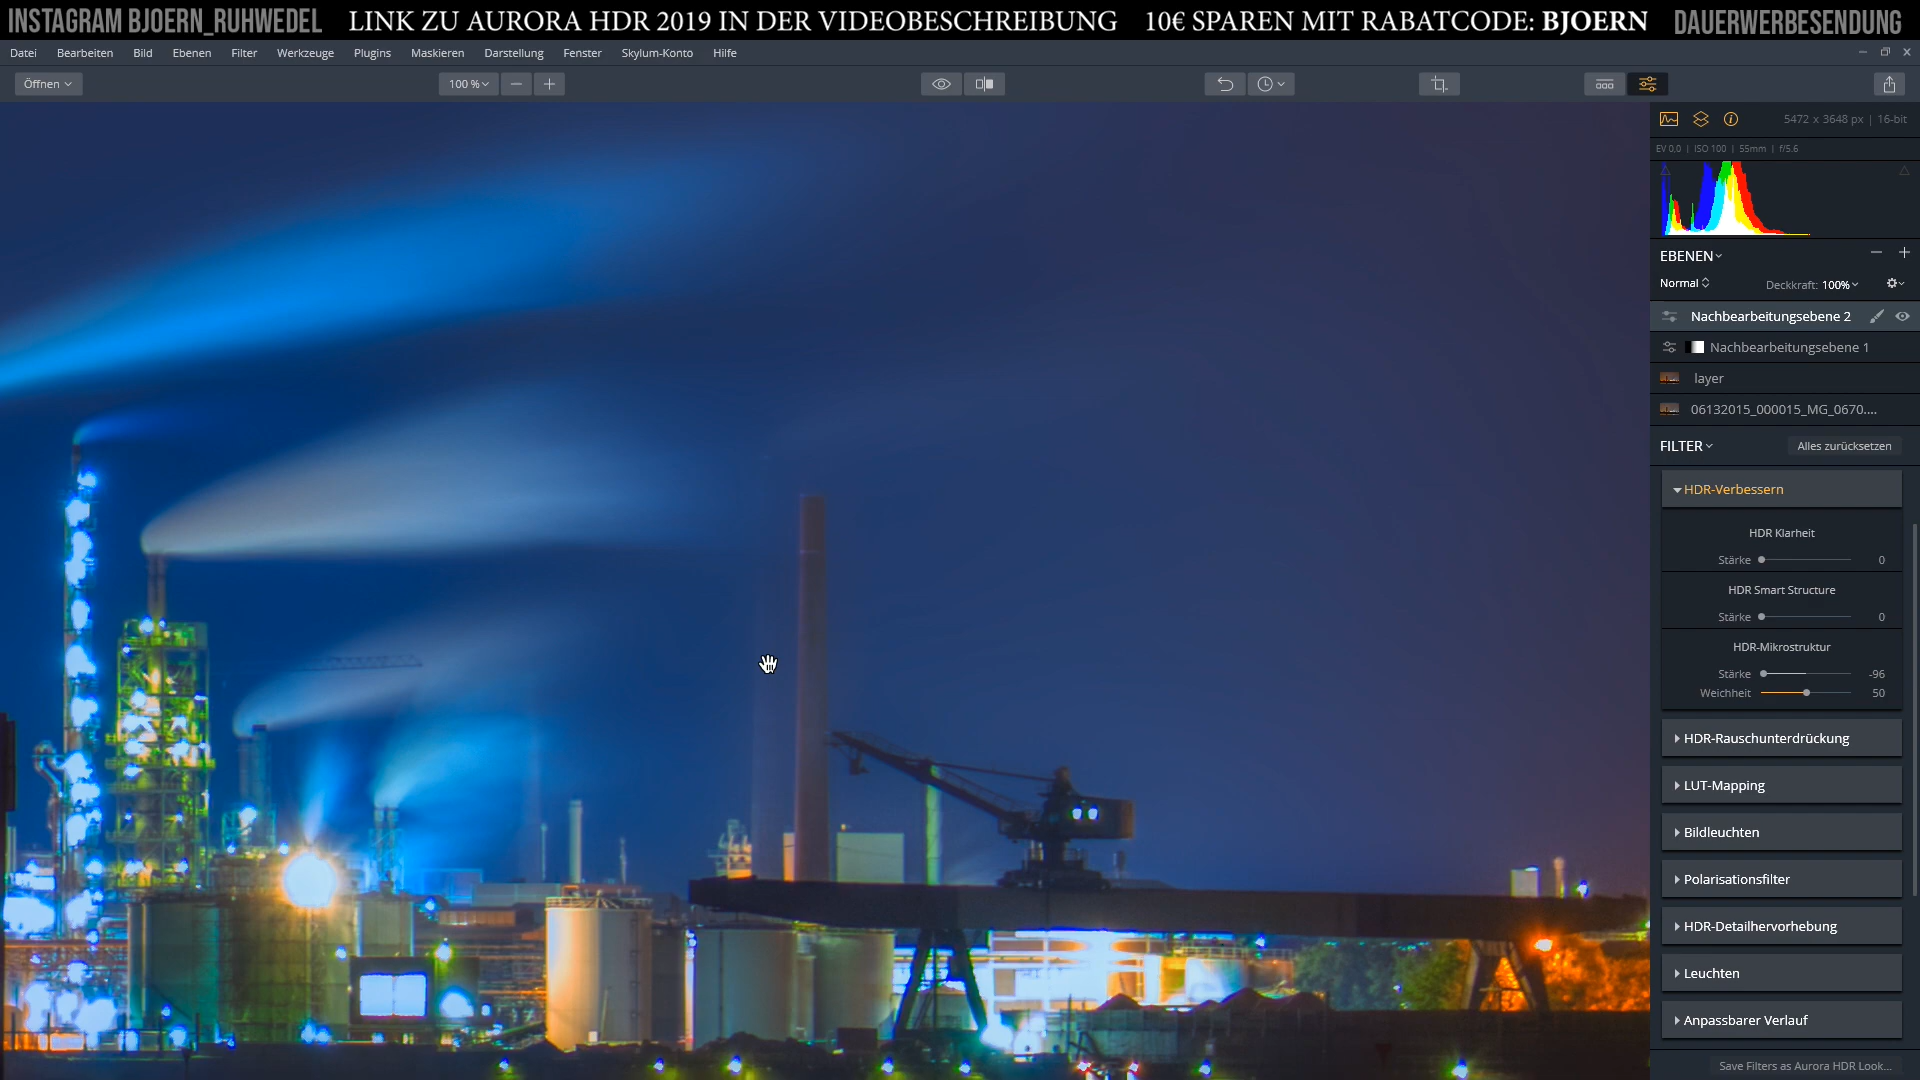 INSTAGRAM BJOERN_RUHWEDEL LINK ZU AURORA HDR 2019 IN DER VIDEOBESCHREIBUNG 10€ SPAREN MIT RABATCODE: BJOERN DAUERWERBESENDUNG
Datei Bearbeiten Bild Ebenen Filter Werkzeuge Plugins Maskieren Darstellung Fenster Skylum-Konto Hilfe
Öffnen 100 %
5472 x 3648 px | 16-bit
EV 0,0 | ISO 100 | 55mm | f/5.6
EBENEN
Normal Deckkraft: 100%
Nachbearbeitungsebene 2
Nachbearbeitungsebene 1
layer
06132015_000015_MG_0670....
FILTER Alles zurücksetzen
HDR-Verbessern
HDR Klarheit
Stärke 0
HDR Smart Structure
Stärke 0
HDR-Mikrostruktur
Stärke -96
Weichheit 50
HDR-Rauschunterdrückung
LUT-Mapping
Bildleuchten
Polarisationsfilter
HDR-Detailhervorhebung
Leuchten
Anpassbarer Verlauf
Save Filters as Aurora HDR Look...